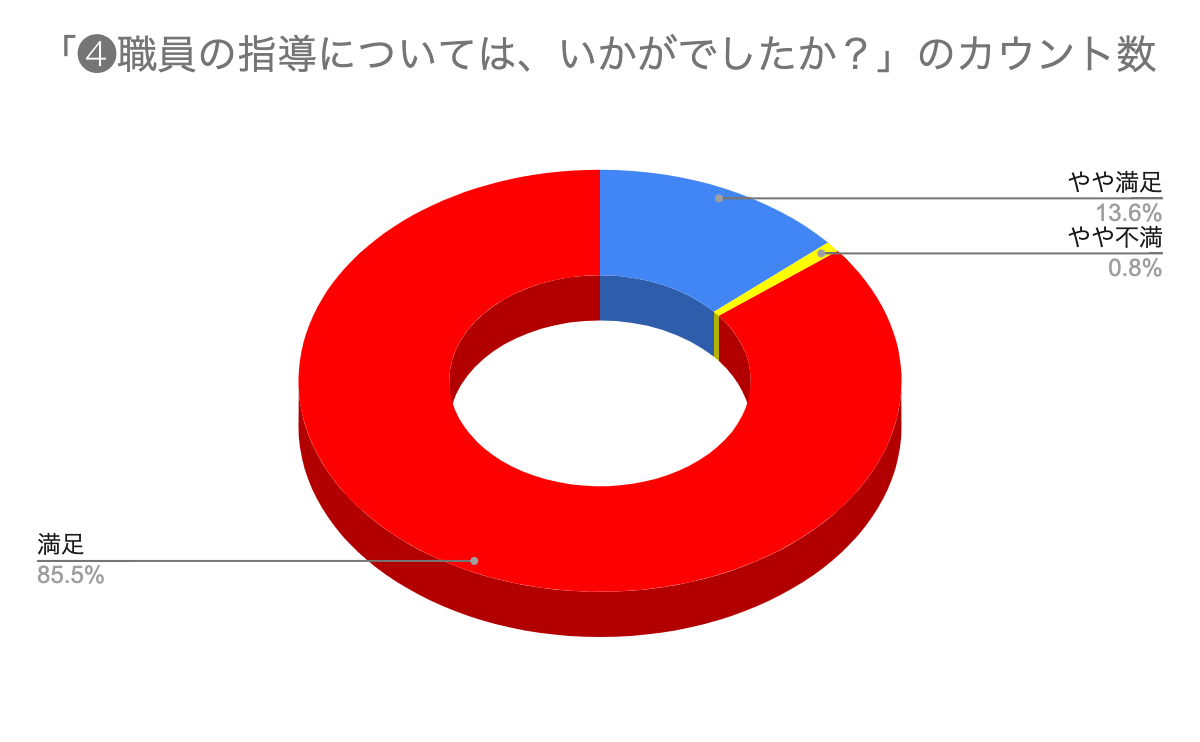 「❹職員の指導については、いかがでしたか？」のカウント数
やや満足
13.6%
やや不満
0.8%
満足
85.5%